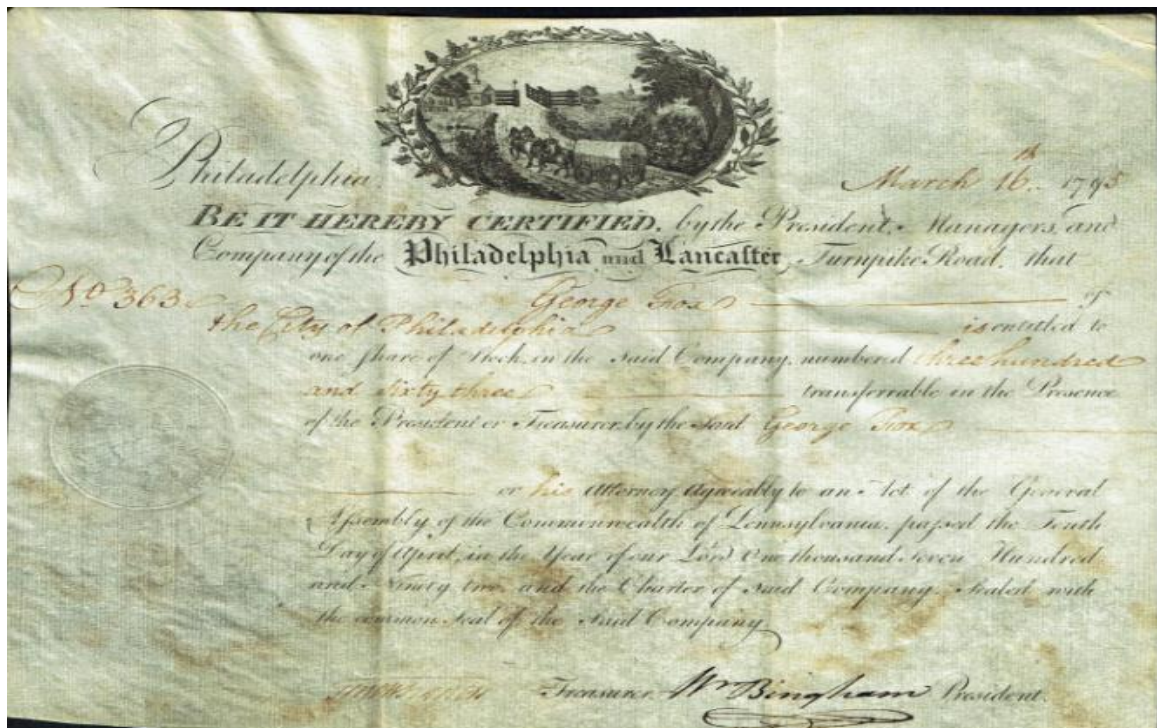 Philadelphia, March 16th 1795
BE IT HEREBY CERTIFIED, by the President, Managers, and
Company of the Philadelphia and Lancaster Turnpike Road, that
No 363 George Fox of
the City of Philadelphia is entitled to
one share of Stock, in the said Company, numbered three hundred
and sixty three transferrable in the Presence
of the President or Treasurer, by the said George Fox
or his Attorney Agreeably to an Act of the General
Assembly of the Commonwealth of Pennsylvania, passed the Tenth
Day of April, in the Year of our Lord One thousand Seven Hundred
and Ninety two, and the Charter of said Company, Sealed with
the common Seal of the said Company
Treasurer. Wm Bingham President.